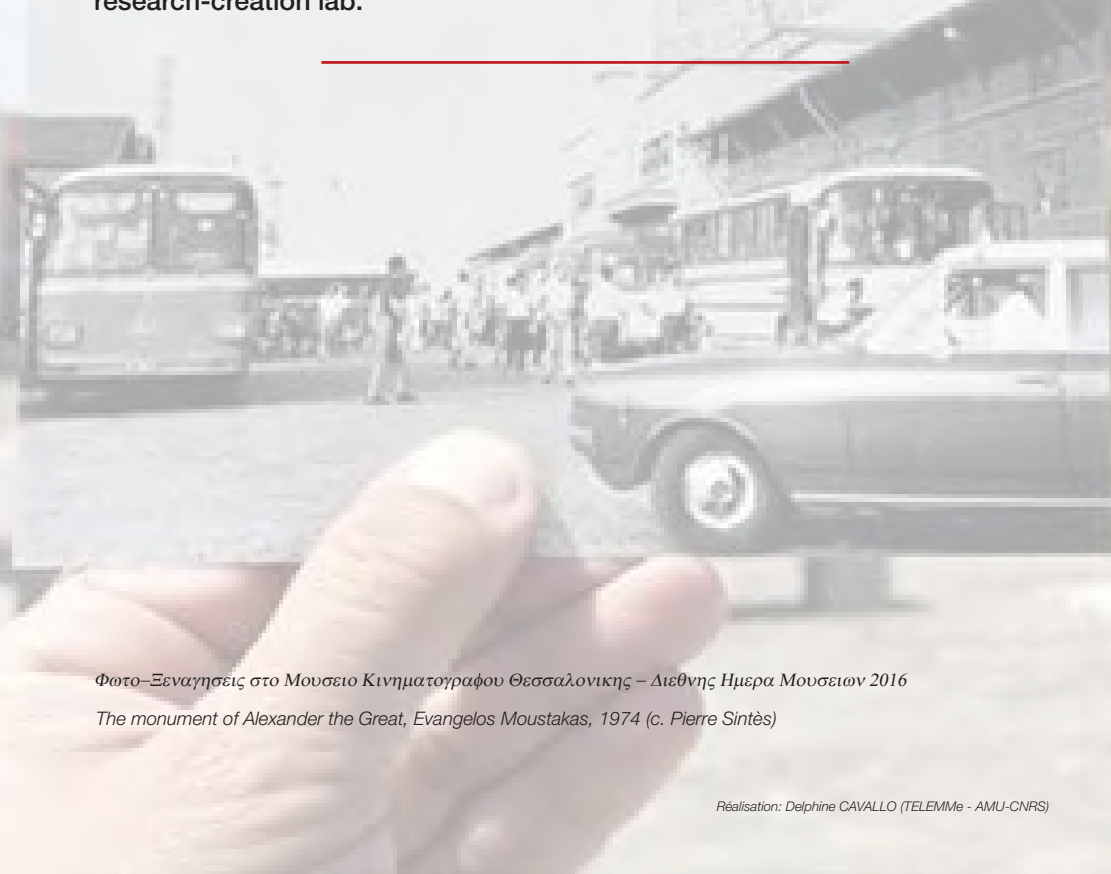 research-creation lab.
Φωτο–Ξεναγησεις στο Μουσειο Κινηματογραφου Θεσσαλονικης – Διεθνης Ημερα Μουσειων 2016
The monument of Alexander the Great, Evangelos Moustakas, 1974 (c. Pierre Sintès)
Réalisation: Delphine CAVALLO (TELEMMe - AMU-CNRS)